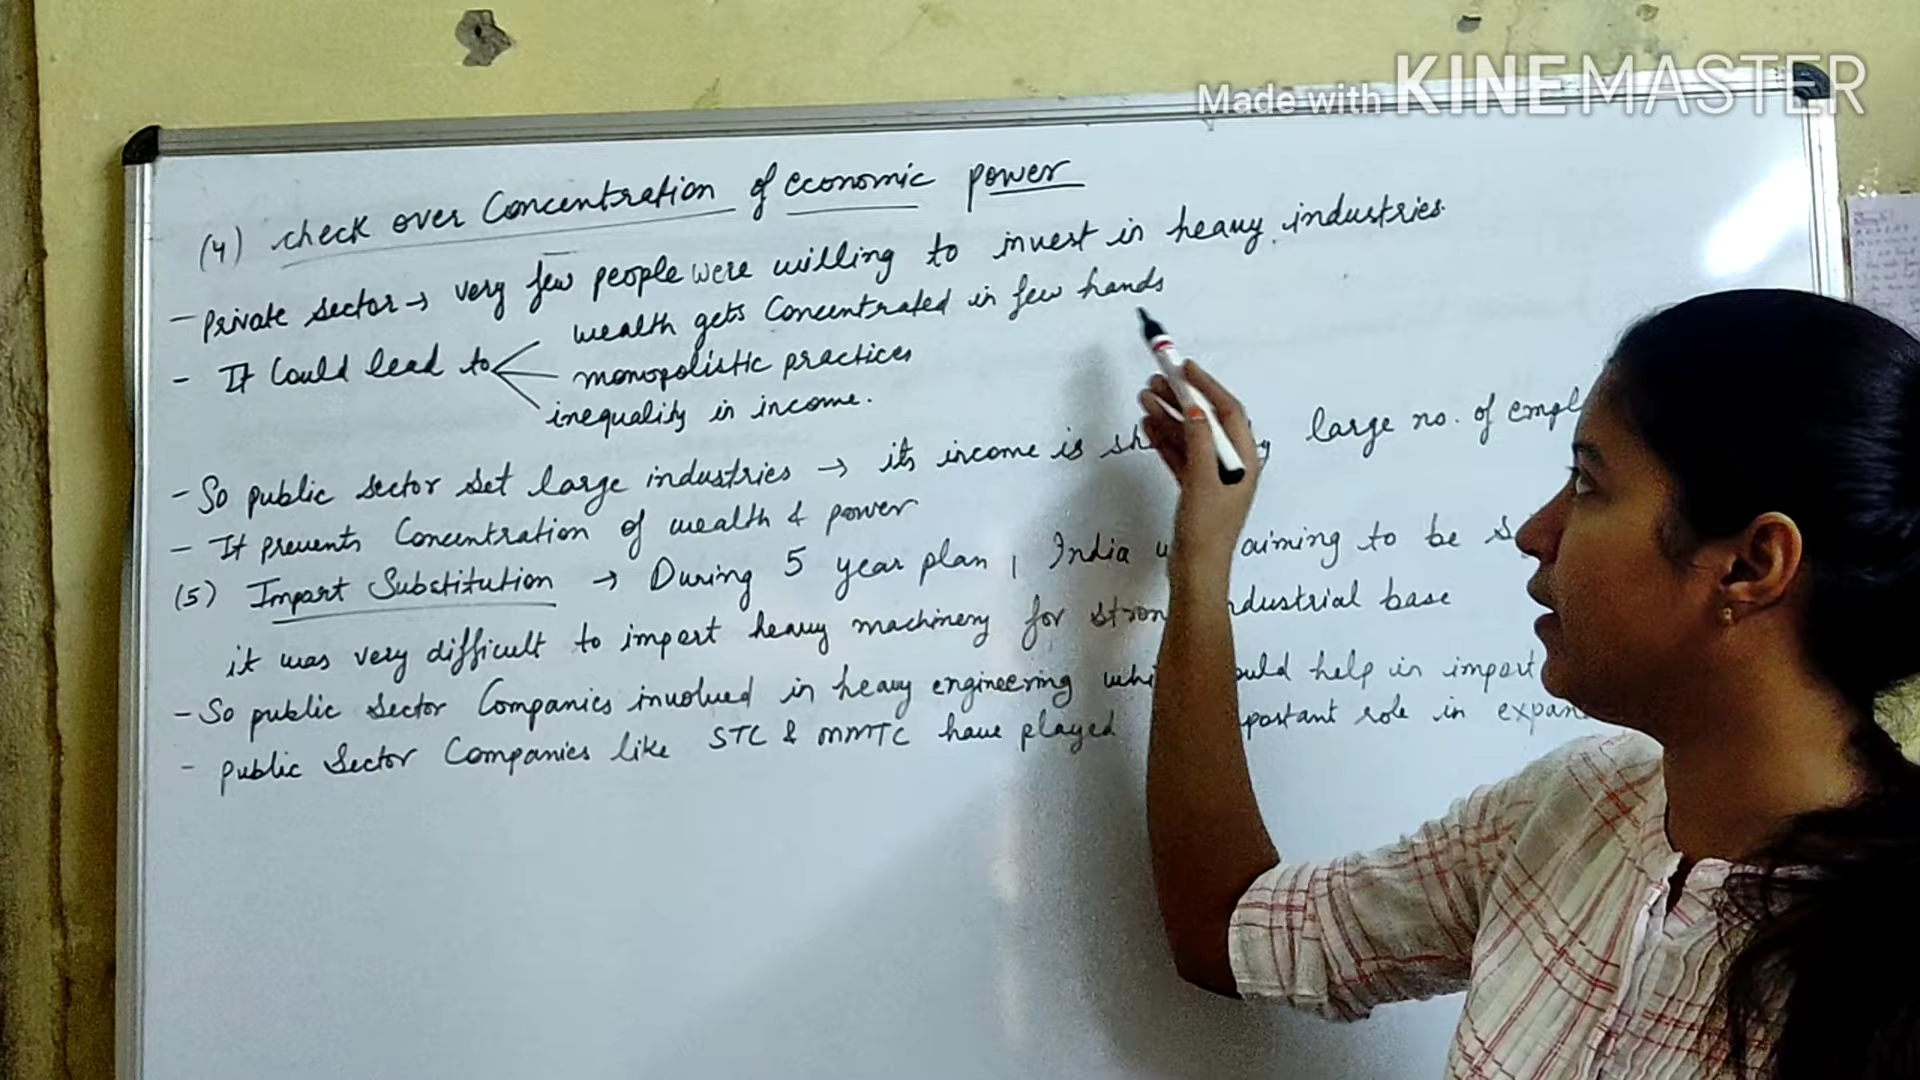 Made with KINEMASTER
(4) check over Concentration of economic power
- Private sector → very few people were willing to invest in heavy industries.
- It Could lead to
wealth gets Concentrated in few hands
monopolistic practices
inequality in income.
- So public sector set large industries → its income is large no. of
- It prevents Concentration of wealth & power
(5) Import Substitution → During 5 year plan, India aiming to be
it was very difficult to import heavy machinery for industrial base
- So public sector Companies involved in heavy engineering help in import
- public Sector Companies like STC & MMTC have played role in